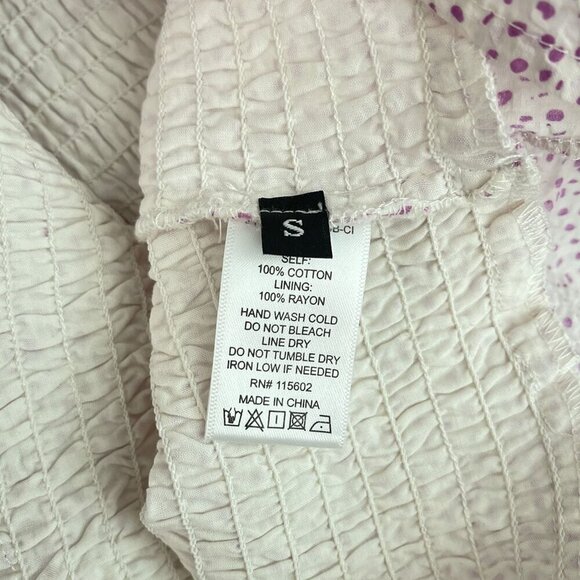 S
B-CI
SELF:
100% COTTON
LINING:
100% RAYON
HAND WASH COLD
DO NOT BLEACH
LINE DRY
DO NOT TUMBLE DRY
IRON LOW IF NEEDED
RN# 115602
MADE IN CHINA